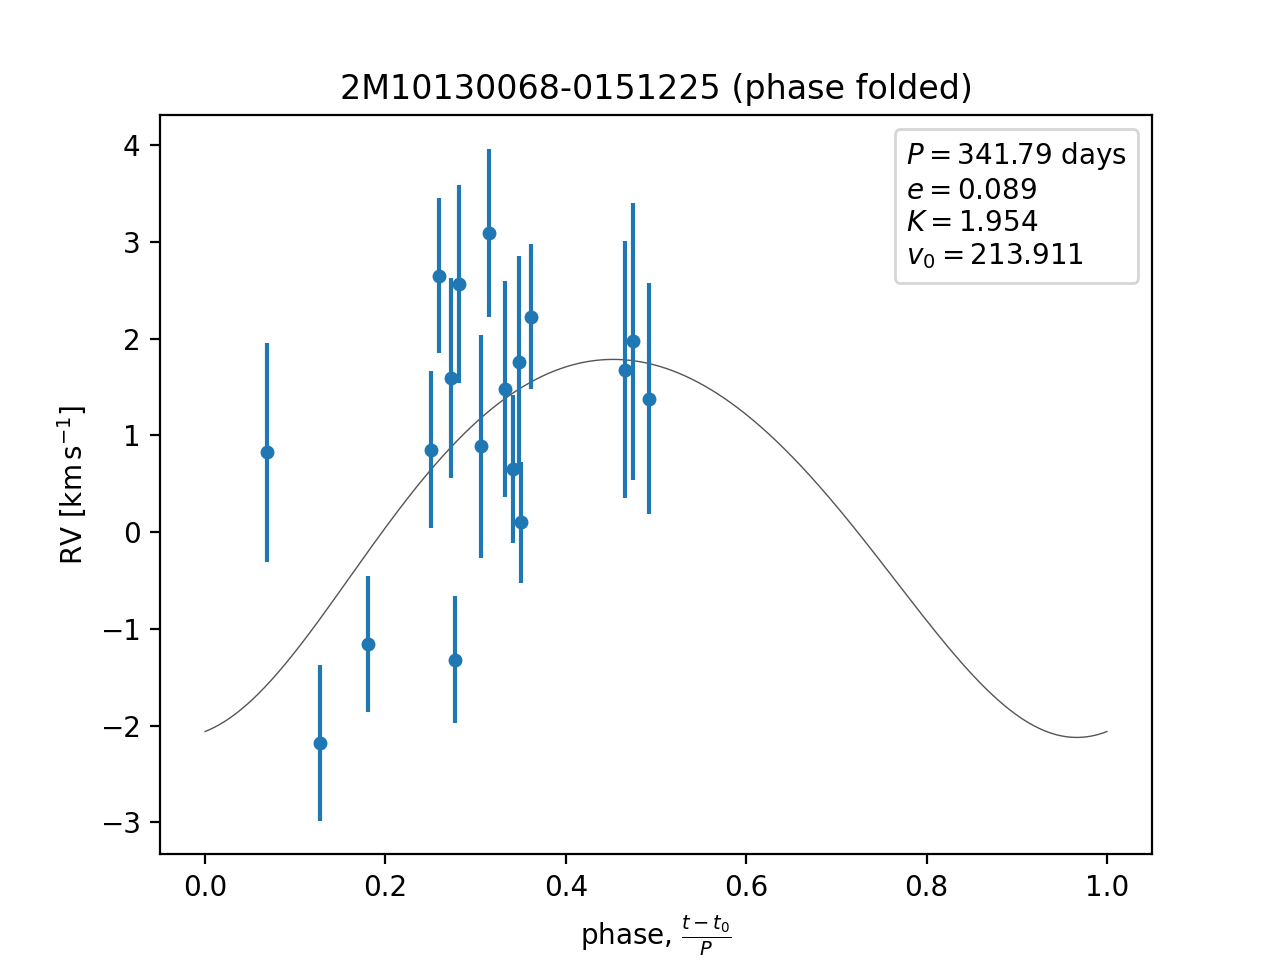 2M10130068-0151225 (phase folded)
P = 341.79 days
e = 0.089
K = 1.954
v₀ = 213.911
RV [km s⁻¹]
4
3
2
1
0
−1
−2
−3
0.0 0.2 0.4 0.6 0.8 1.0
phase, (t − t₀)/P